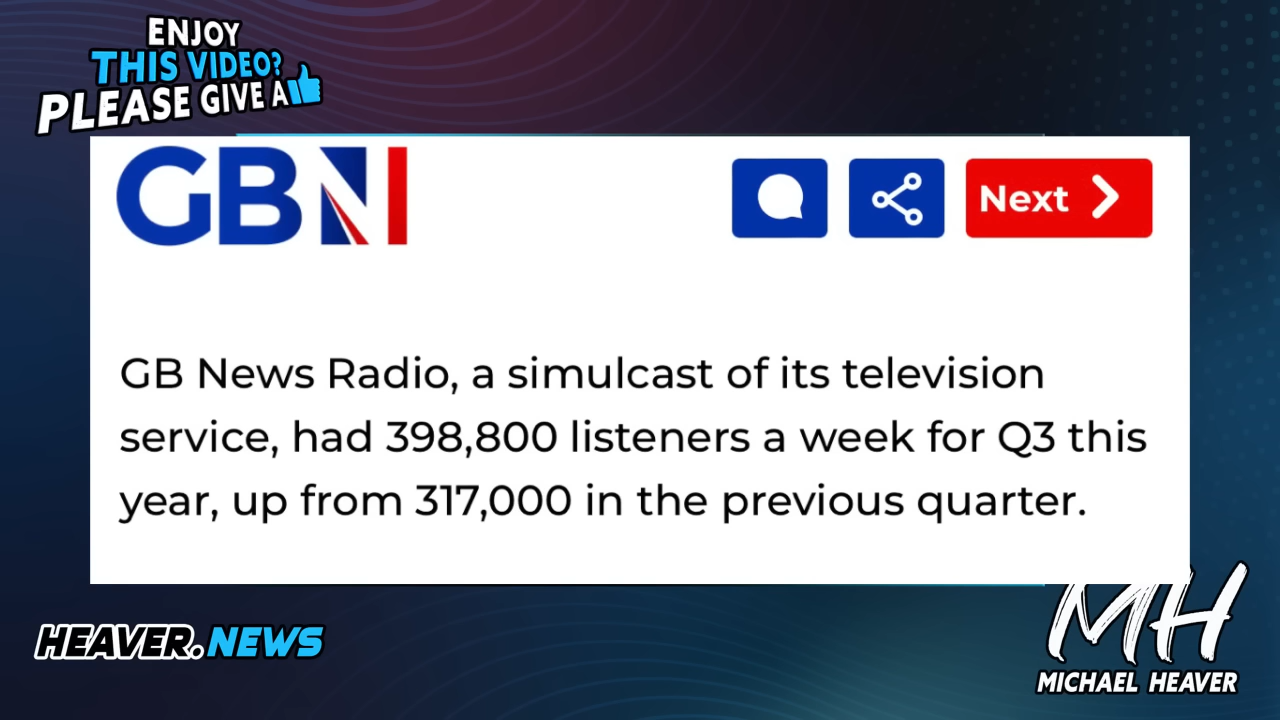 ENJOY
THIS VIDEO?
PLEASE GIVE A
GBN
Next
GB News Radio, a simulcast of its television
service, had 398,800 listeners a week for Q3 this
year, up from 317,000 in the previous quarter.
HEAVER.NEWS
MH
MICHAEL HEAVER